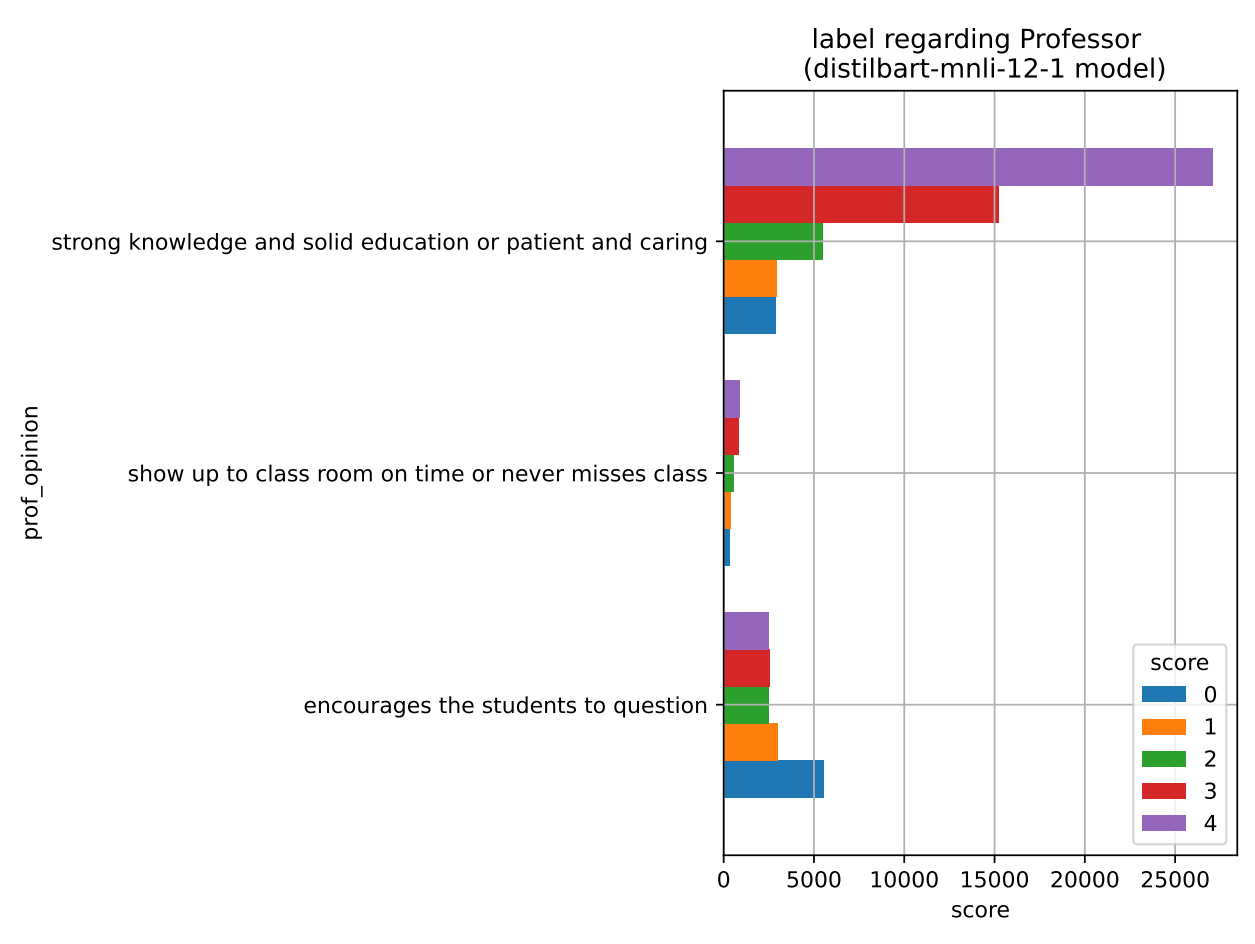 label regarding Professor
(distilbart-mnli-12-1 model)
strong knowledge and solid education or patient and caring
show up to class room on time or never misses class
encourages the students to question
prof_opinion
score
0
1
2
3
4
0 5000 10000 15000 20000 25000
score